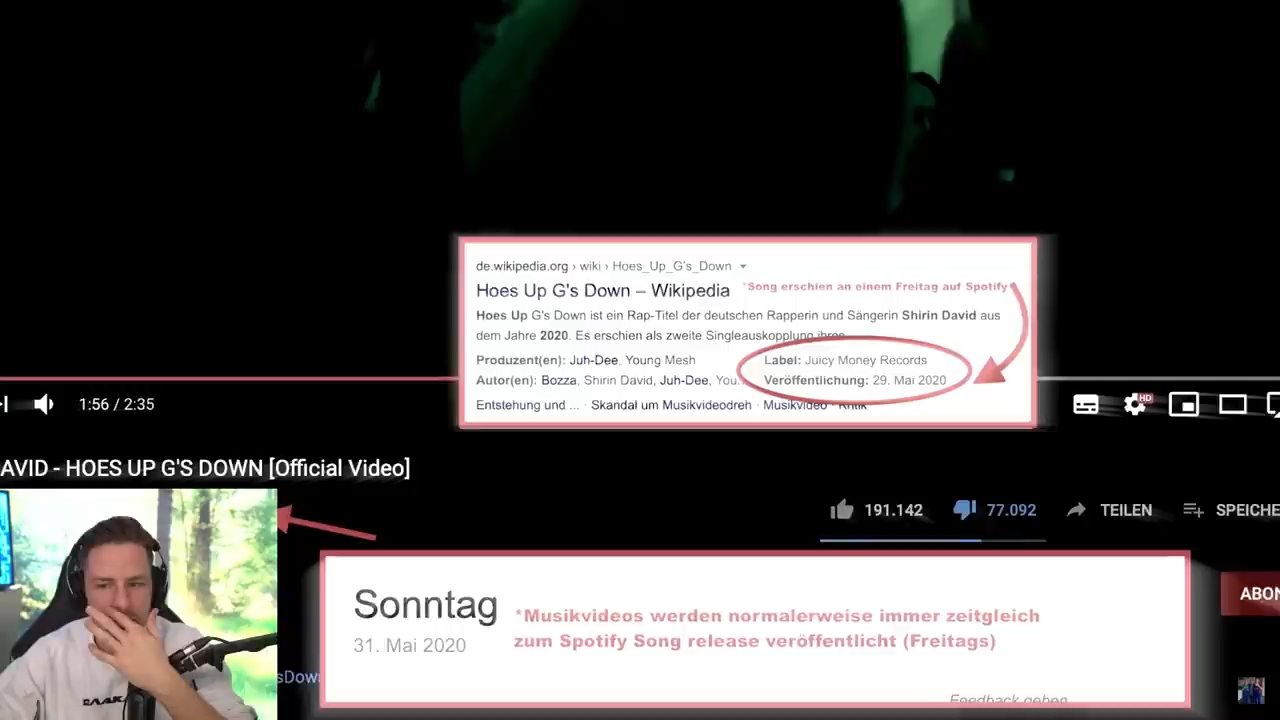 de.wikipedia.org › wiki › Hoes_Up_G's_Down
Hoes Up G's Down – Wikipedia
*Song erschien an einem Freitag auf Spotify*
Hoes Up G's Down ist ein Rap-Titel der deutschen Rapperin und Sängerin Shirin David aus
dem Jahre 2020. Es erschien als zweite Singleauskopplung ihres
Produzent(en): Juh-Dee, Young Mesh
Label: Juicy Money Records
Autor(en): Bozza, Shirin David, Juh-Dee, You...
Veröffentlichung: 29. Mai 2020
Entstehung und ... · Skandal um Musikvideodreh · Musikvideo · Kritik
1:56 / 2:35
HD
AVID - HOES UP G'S DOWN [Official Video]
191.142
77.092
TEILEN
SPEICHE
Sonntag
31. Mai 2020
*Musikvideos werden normalerweise immer zeitgleich
zum Spotify Song release veröffentlicht (Freitags)
ABON
sDown
Feedback geben